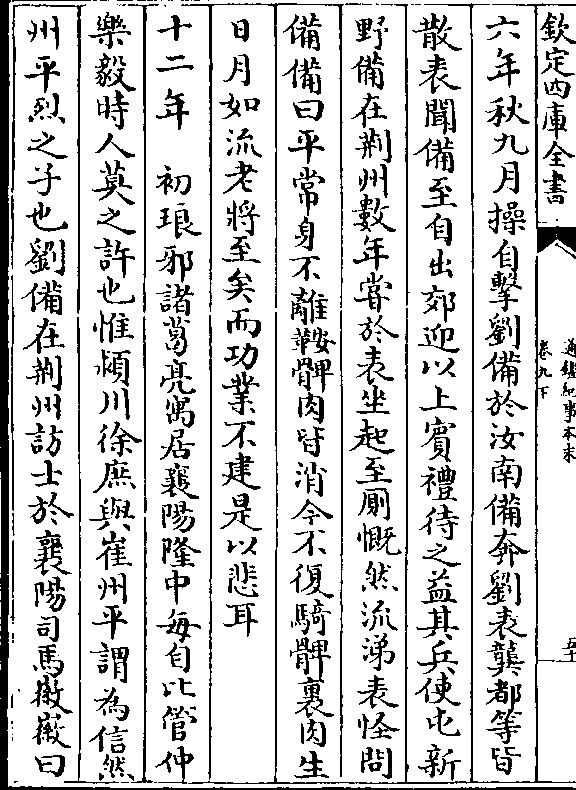 欽定四庫全書
通鑑紀事本末
卷九下
六年秋九月操自擊劉備於汝南備奔劉表龔都等皆
散表聞備至自出郊迎以上賓禮待之益其兵使屯新
野備在荆州數年嘗於表坐起至厠慨然流涕表怪問
備備曰平常身不離鞍髀肉皆消今不復騎髀裏肉生
日月如流老將至矣而功業不建是以悲耳
十二年 初琅邪諸葛亮寓居襄陽隆中每自比管仲
樂毅時人莫之許也惟潁川徐庶與崔州平謂為信然
州平烈之子也劉備在荆州訪士於襄陽司馬徽徽曰